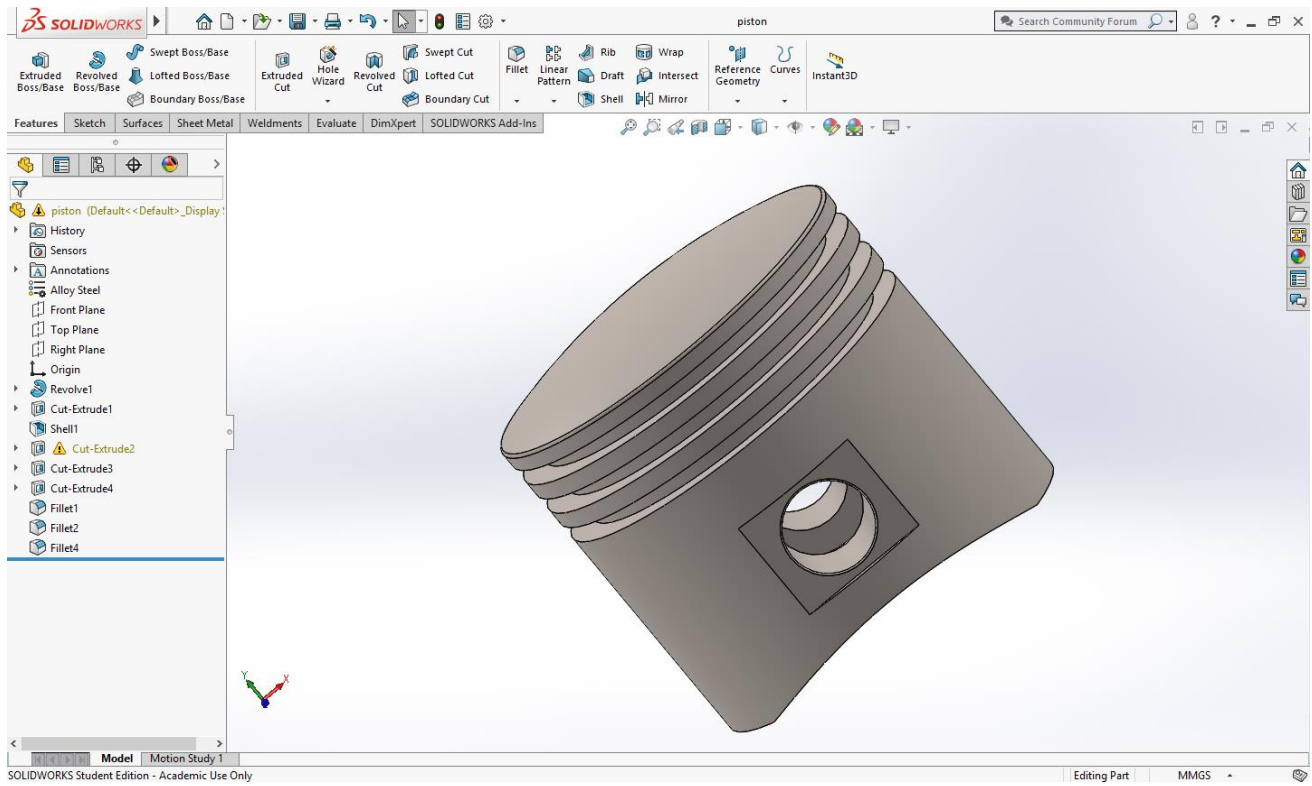 SOLIDWORKS
piston
Search Community Forum
?
Extruded Boss/Base
Revolved Boss/Base
Swept Boss/Base
Lofted Boss/Base
Boundary Boss/Base
Extruded Cut
Hole Wizard
Revolved Cut
Swept Cut
Lofted Cut
Boundary Cut
Fillet
Linear Pattern
Rib
Draft
Shell
Wrap
Intersect
Mirror
Reference Geometry
Curves
Instant3D
Features Sketch Surfaces Sheet Metal Weldments Evaluate DimXpert SOLIDWORKS Add-Ins
piston (Default<<Default>_Display
History
Sensors
Annotations
Alloy Steel
Front Plane
Top Plane
Right Plane
Origin
Revolve1
Cut-Extrude1
Shell1
Cut-Extrude2
Cut-Extrude3
Cut-Extrude4
Fillet1
Fillet2
Fillet4
Y X
Model Motion Study 1
SOLIDWORKS Student Edition - Academic Use Only Editing Part MMGS